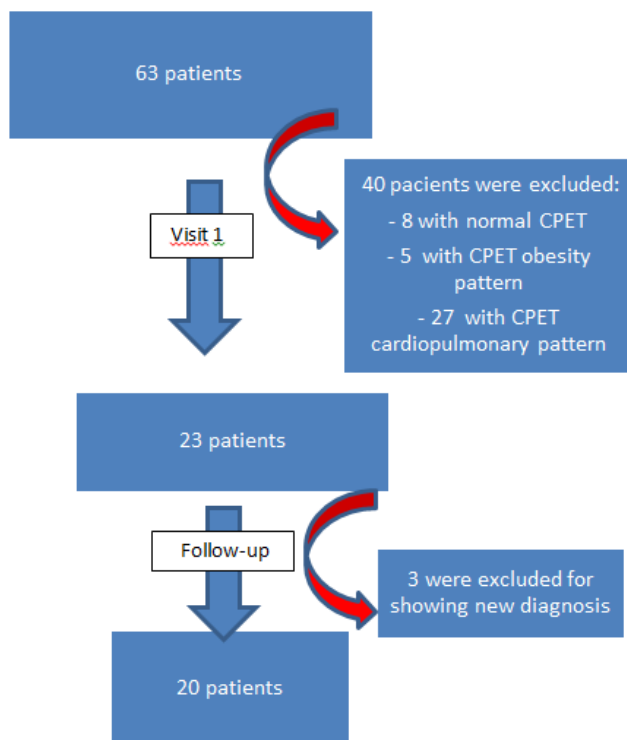 63 patients
40 pacients were excluded:
- 8 with normal CPET
- 5 with CPET obesity
pattern
- 27 with CPET
cardiopulmonary pattern
Visit 1
23 patients
Follow-up
3 were excluded for
showing new diagnosis
20 patients